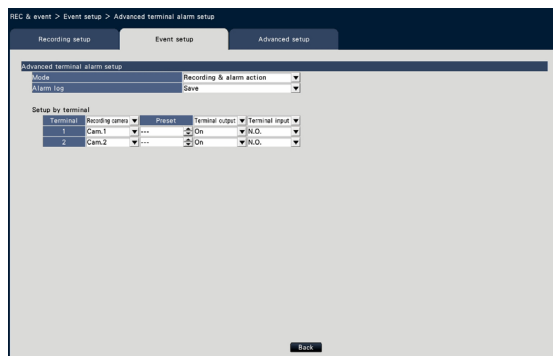 REC & event > Event setup > Advanced terminal alarm setup
Recording setup Event setup Advanced setup
Advanced terminal alarm setup
Mode Recording & alarm action
Alarm log Save
Setup by terminal
Terminal Recording camera Preset Terminal output Terminal input
1 Cam.1 --- On N.O.
2 Cam.2 --- On N.O.
Back